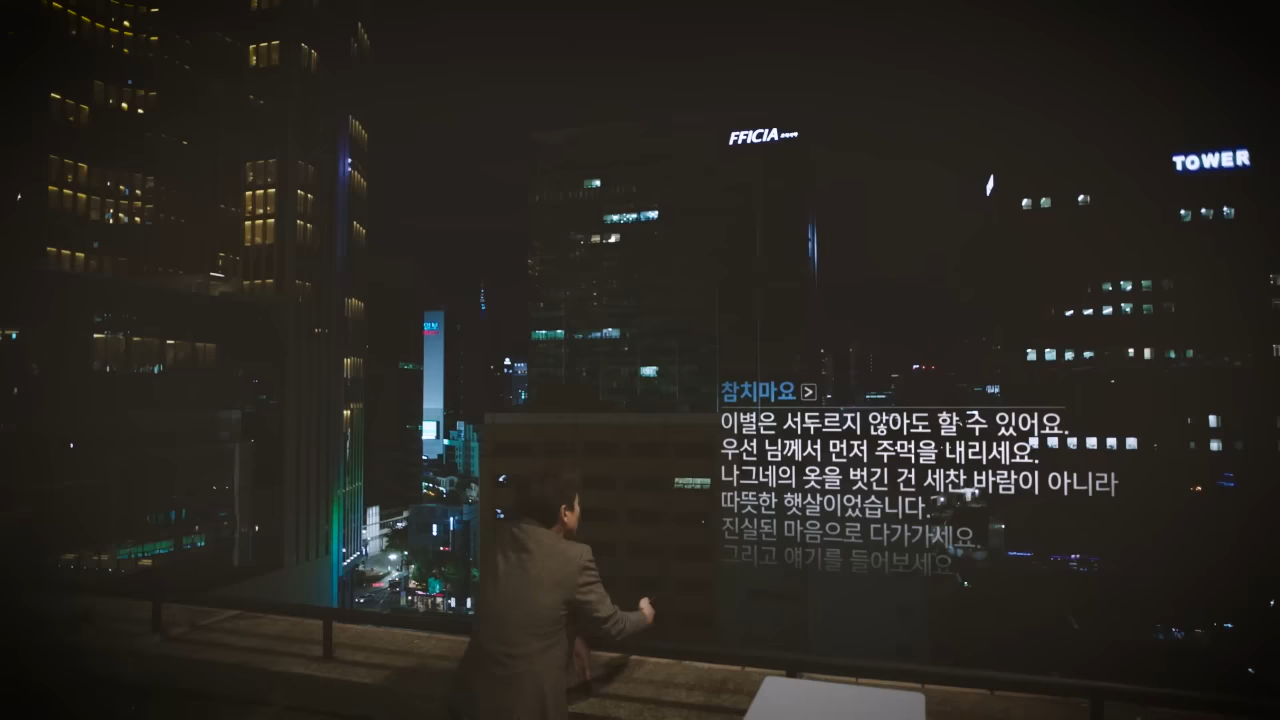 FFICIA
TOWER
일보
참치마요 >
이별은 서두르지 않아도 할 수 있어요.
우선 님께서 먼저 주먹을 내리세요.
나그네의 옷을 벗긴 건 세찬 바람이 아니라
따뜻한 햇살이었습니다.
진실된 마음으로 다가가세요.
그리고 얘기를 들어보세요